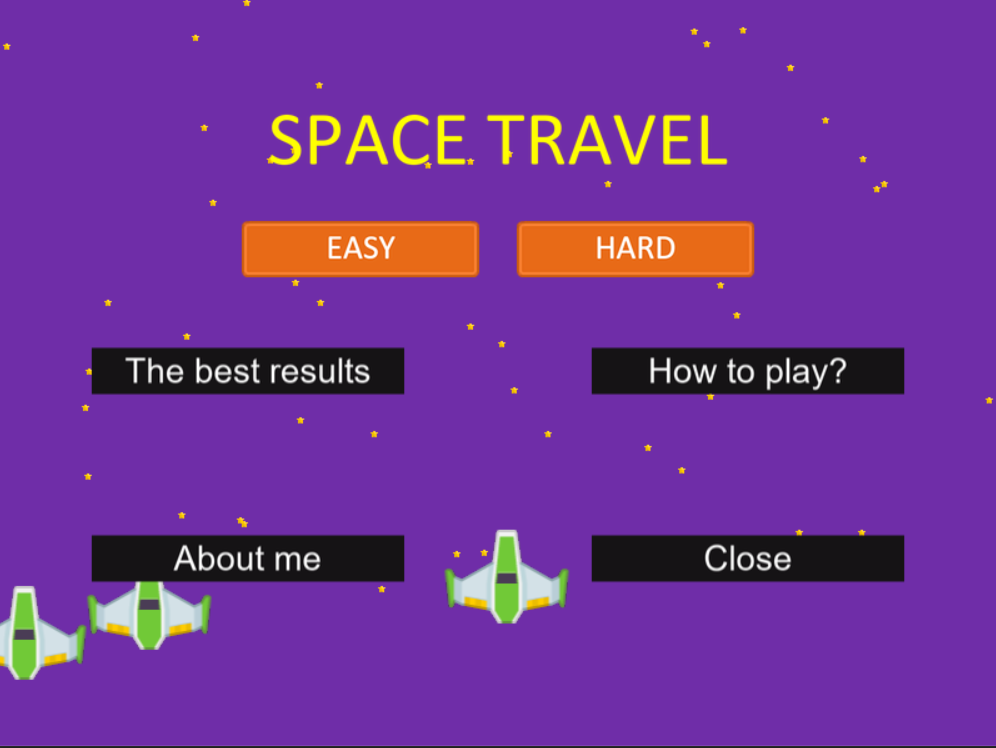 SPACE TRAVEL
EASY
HARD
The best results
How to play?
About me
Close